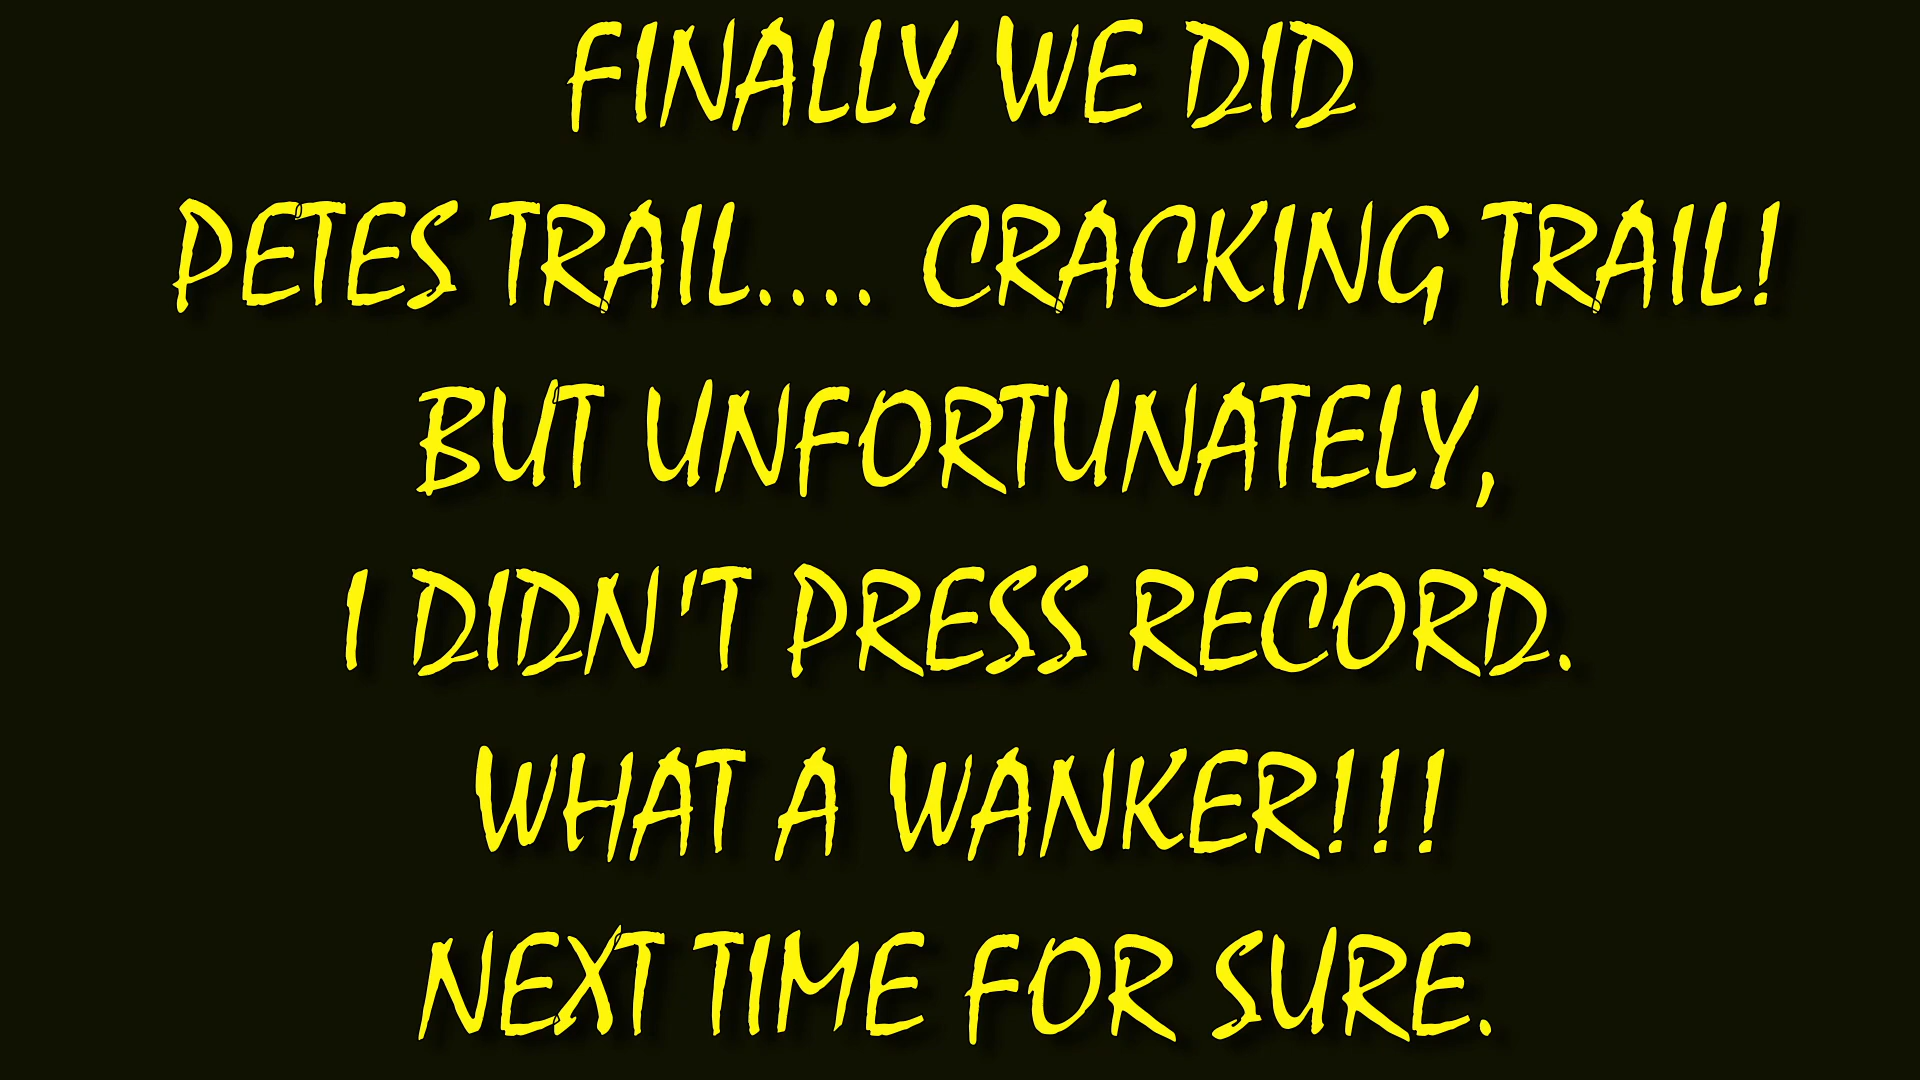 FINALLY WE DID
PETES TRAIL.... CRACKING TRAIL!
BUT UNFORTUNATELY,
I DIDN'T PRESS RECORD.
WHAT A WANKER!!!
NEXT TIME FOR SURE.